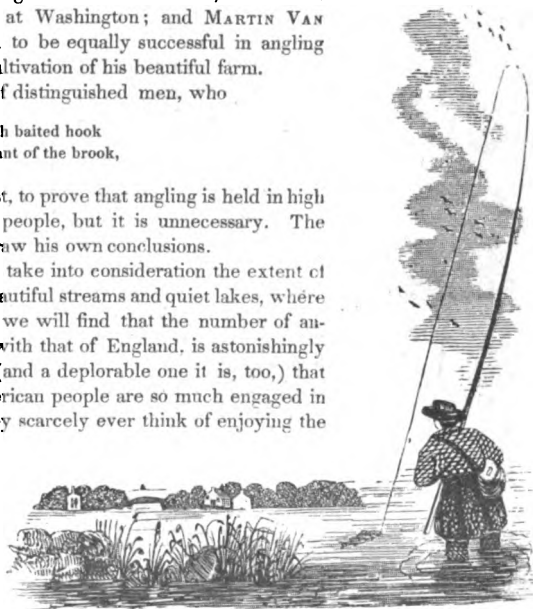 at Washington; and MARTIN VAN
to be equally successful in angling
ltivation of his beautiful farm.
f distinguished men, who
h baited hook
ant of the brook,
t, to prove that angling is held in high
people, but it is unnecessary. The
aw his own conclusions.
take into consideration the extent of
autiful streams and quiet lakes, where
we will find that the number of an-
with that of England, is astonishingly
(and a deplorable one it is, too,) that
rican people are so much engaged in
y scarcely ever think of enjoying the